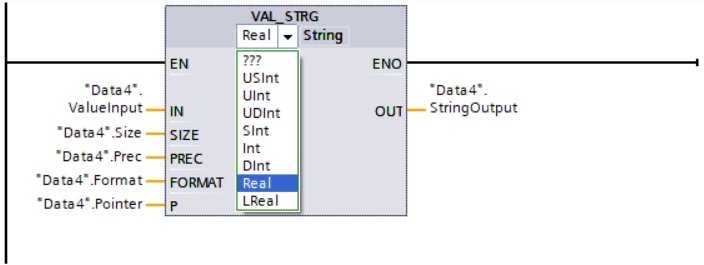 VAL_STRG
Real String
EN
ENO
???
USInt
UInt
UDInt
SInt
Int
DInt
Real
LReal
"Data4".
ValueInput
IN
"Data4".Size
SIZE
"Data4".Prec
PREC
"Data4".Format
FORMAT
"Data4".Pointer
P
OUT
"Data4".
StringOutput